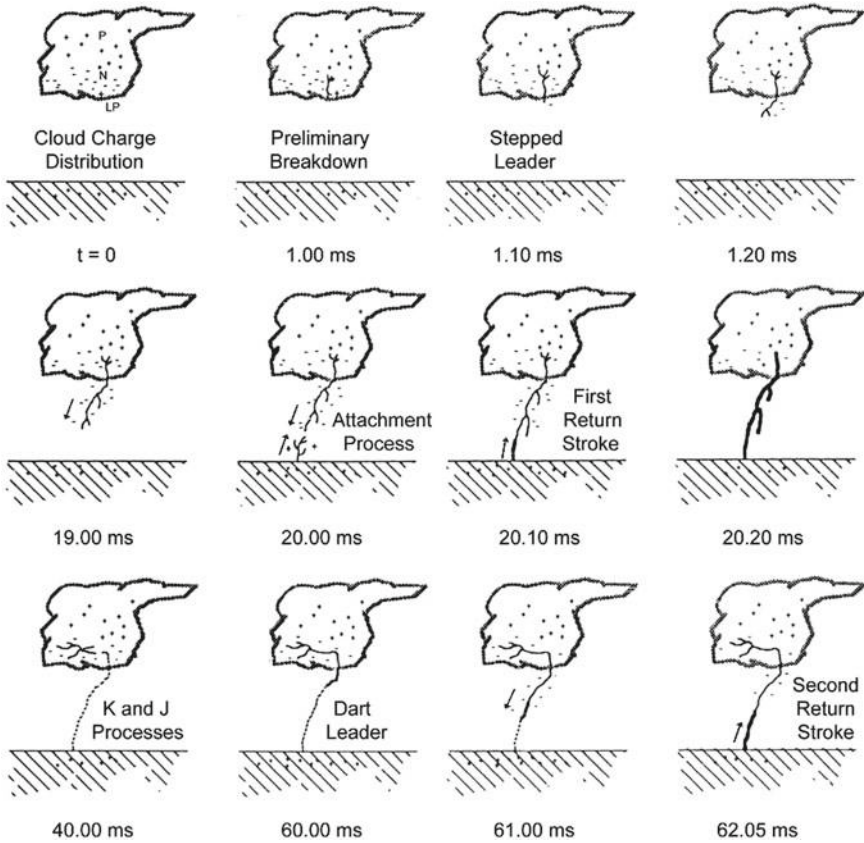 P
N
LP
Cloud Charge
Distribution
Preliminary
Breakdown
Stepped
Leader
t = 0
1.00 ms
1.10 ms
1.20 ms
Attachment
Process
First
Return
Stroke
19.00 ms
20.00 ms
20.10 ms
20.20 ms
K and J
Processes
Dart
Leader
Second
Return
Stroke
40.00 ms
60.00 ms
61.00 ms
62.05 ms